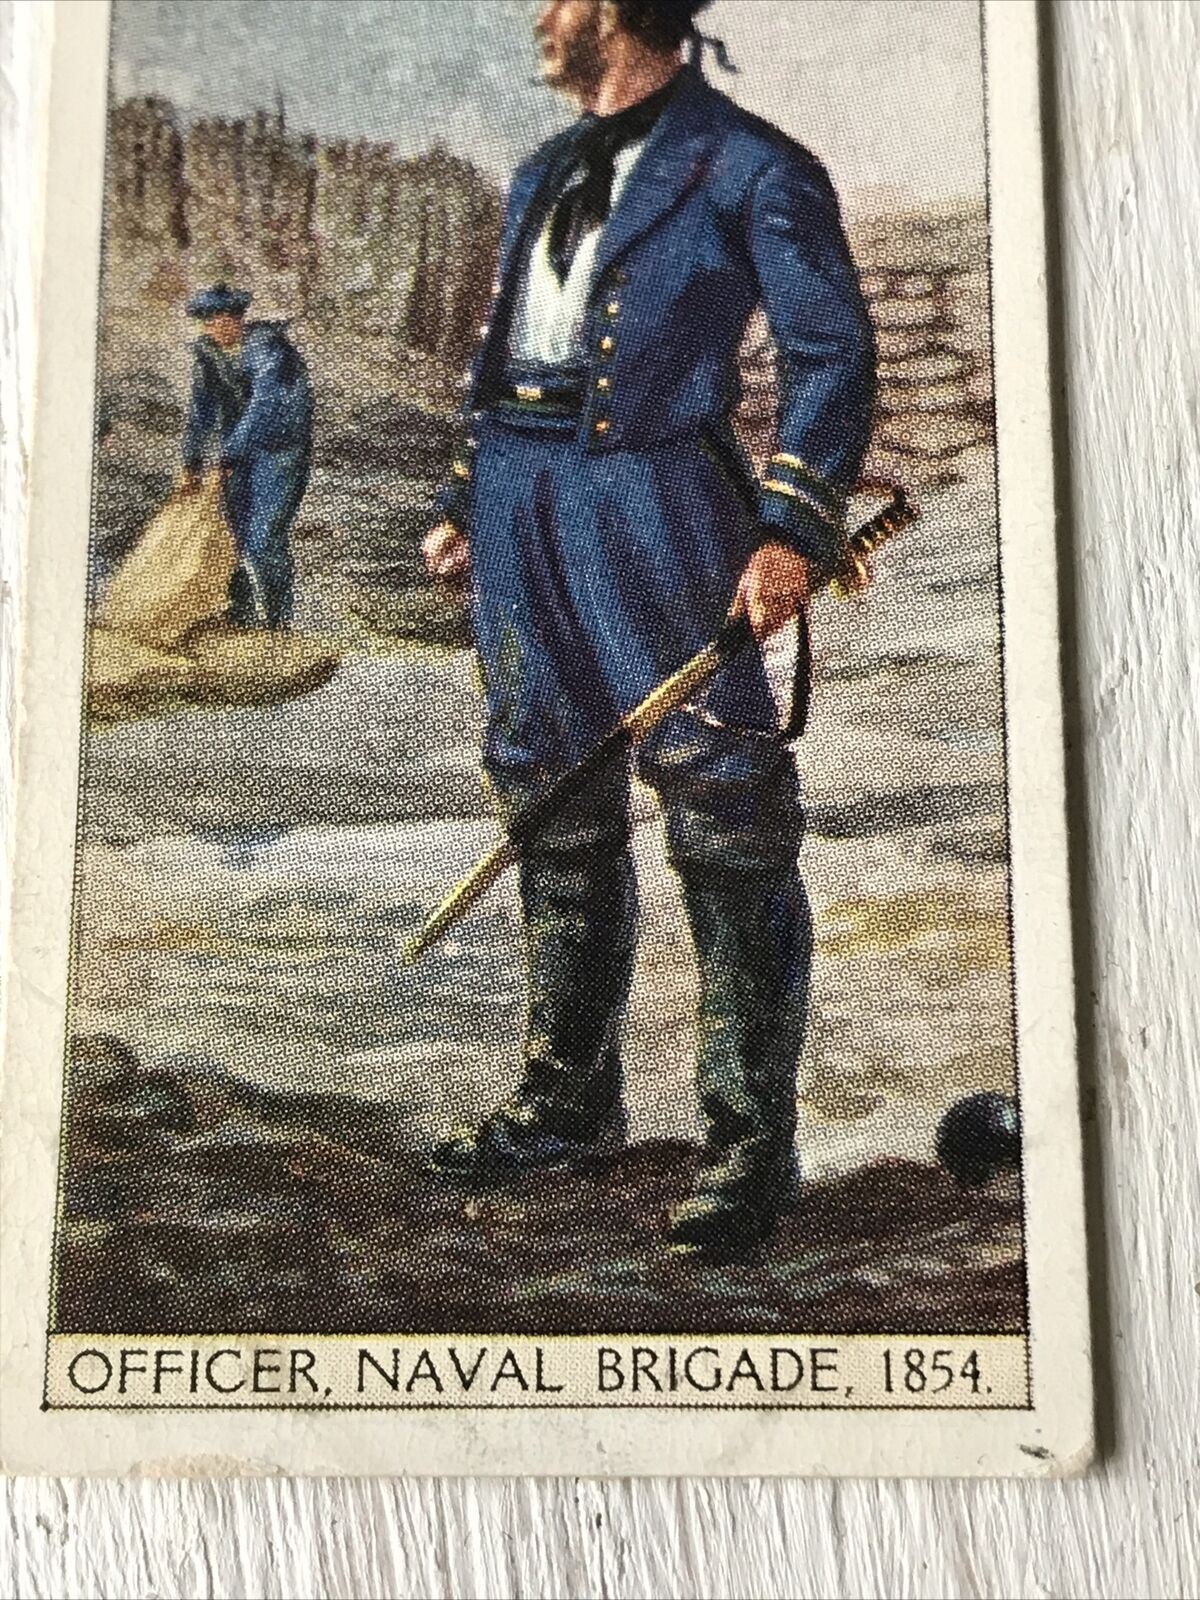 OFFICER, NAVAL BRIGADE, 1854.